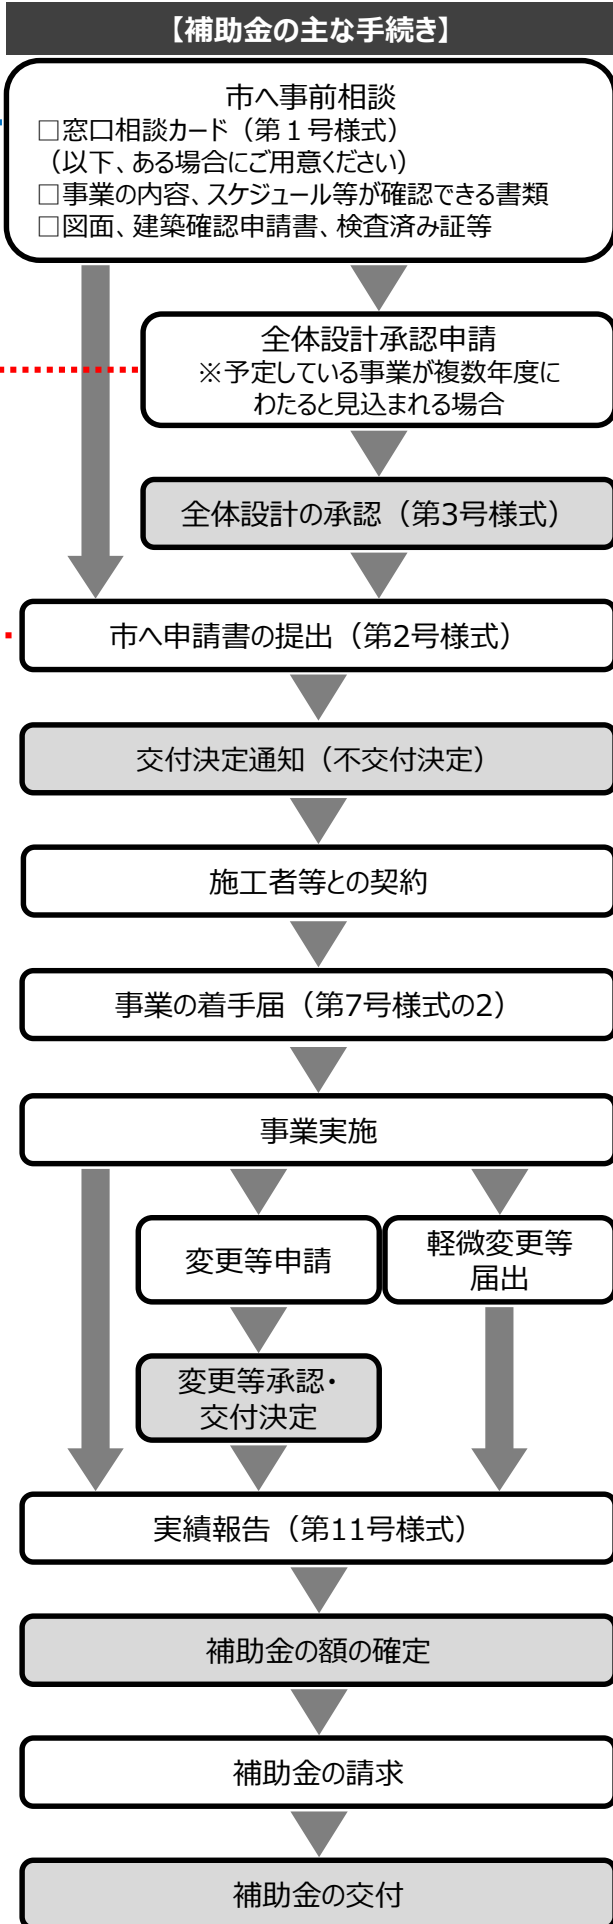 【補助金の主な手続き】
市へ事前相談
□窓口相談カード（第１号様式）
（以下、ある場合にご用意ください）
□事業の内容、スケジュール等が確認できる書類
□図面、建築確認申請書、検査済み証等
全体設計承認申請
※予定している事業が複数年度に
わたると見込まれる場合
全体設計の承認（第3号様式）
市へ申請書の提出（第2号様式）
交付決定通知（不交付決定）
施工者等との契約
事業の着手届（第7号様式の2）
事業実施
変更等申請
軽微変更等
届出
変更等承認・
交付決定
実績報告（第11号様式）
補助金の額の確定
補助金の請求
補助金の交付